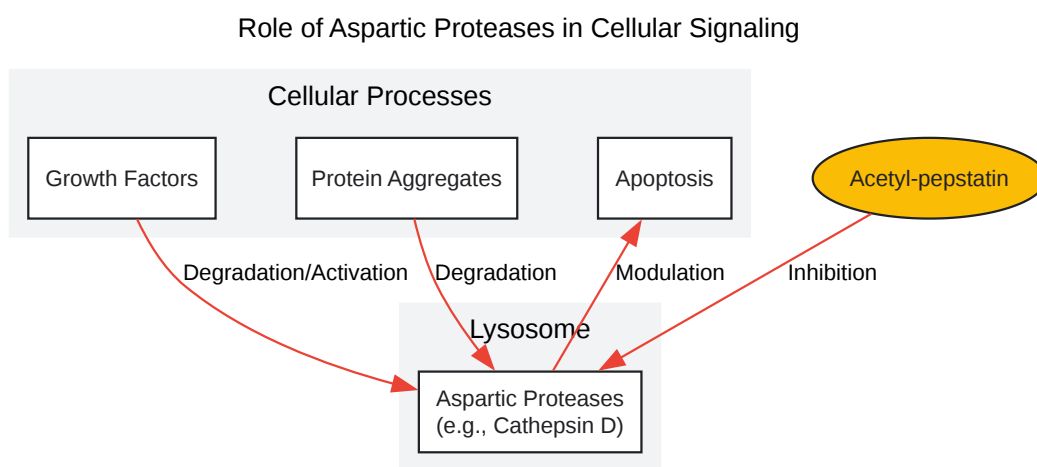 Role of Aspartic Proteases in Cellular Signaling
Cellular Processes
Growth Factors
Protein Aggregates
Apoptosis
Acetyl-pepstatin
Degradation/Activation
Degradation
Modulation
Inhibition
Lysosome
Aspartic Proteases
(e.g., Cathepsin D)